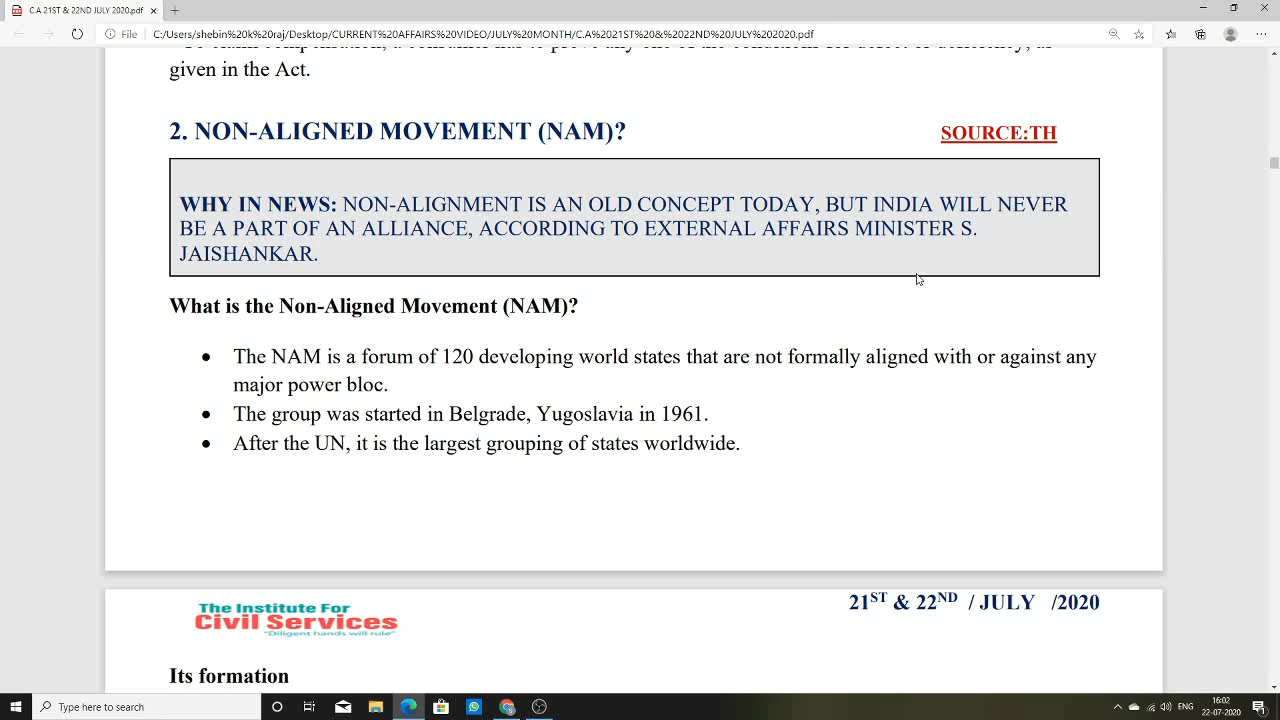 C.A 21ST & 22ND JULY 2020.pdf
File
C:/Users/shebin%20k%20raj/Desktop/CURRENT%20AFFAIRS%20VIDEO/JULY%20MONTH/C.A%2021ST%20&%2022ND%20JULY%202020.pdf
given in the Act.
2. NON-ALIGNED MOVEMENT (NAM)?
SOURCE:TH
WHY IN NEWS: NON-ALIGNMENT IS AN OLD CONCEPT TODAY, BUT INDIA WILL NEVER
BE A PART OF AN ALLIANCE, ACCORDING TO EXTERNAL AFFAIRS MINISTER S.
JAISHANKAR.
What is the Non-Aligned Movement (NAM)?
• The NAM is a forum of 120 developing world states that are not formally aligned with or against any
major power bloc.
• The group was started in Belgrade, Yugoslavia in 1961.
• After the UN, it is the largest grouping of states worldwide.
The Institute For
Civil Services
"Diligent hands will rule"
21ST & 22ND / JULY /2020
Its formation
Type here to search
ENG
16:02
22-07-2020